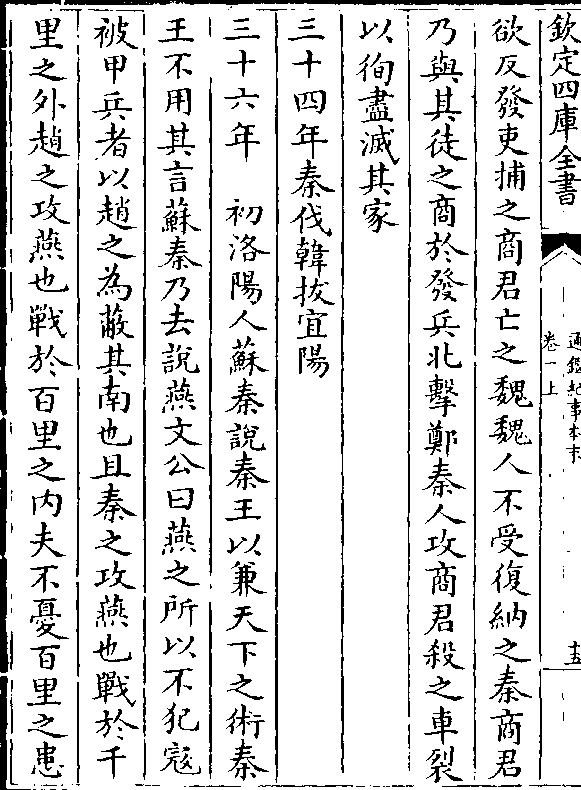 欽定四庫全書
通鑑紀事本末
卷一上
十五
欲反發吏捕之商君亡之魏魏人不受復納之秦商君
乃與其徒之商於發兵北擊鄭秦人攻商君殺之車裂
以徇盡滅其家
三十四年秦伐韓拔宜陽
三十六年 初洛陽人蘇秦說秦王以兼天下之術秦
王不用其言蘇秦乃去說燕文公曰燕之所以不犯寇
被甲兵者以趙之為蔽其南也且秦之攻燕也戰於千
里之外趙之攻燕也戰於百里之内夫不憂百里之患